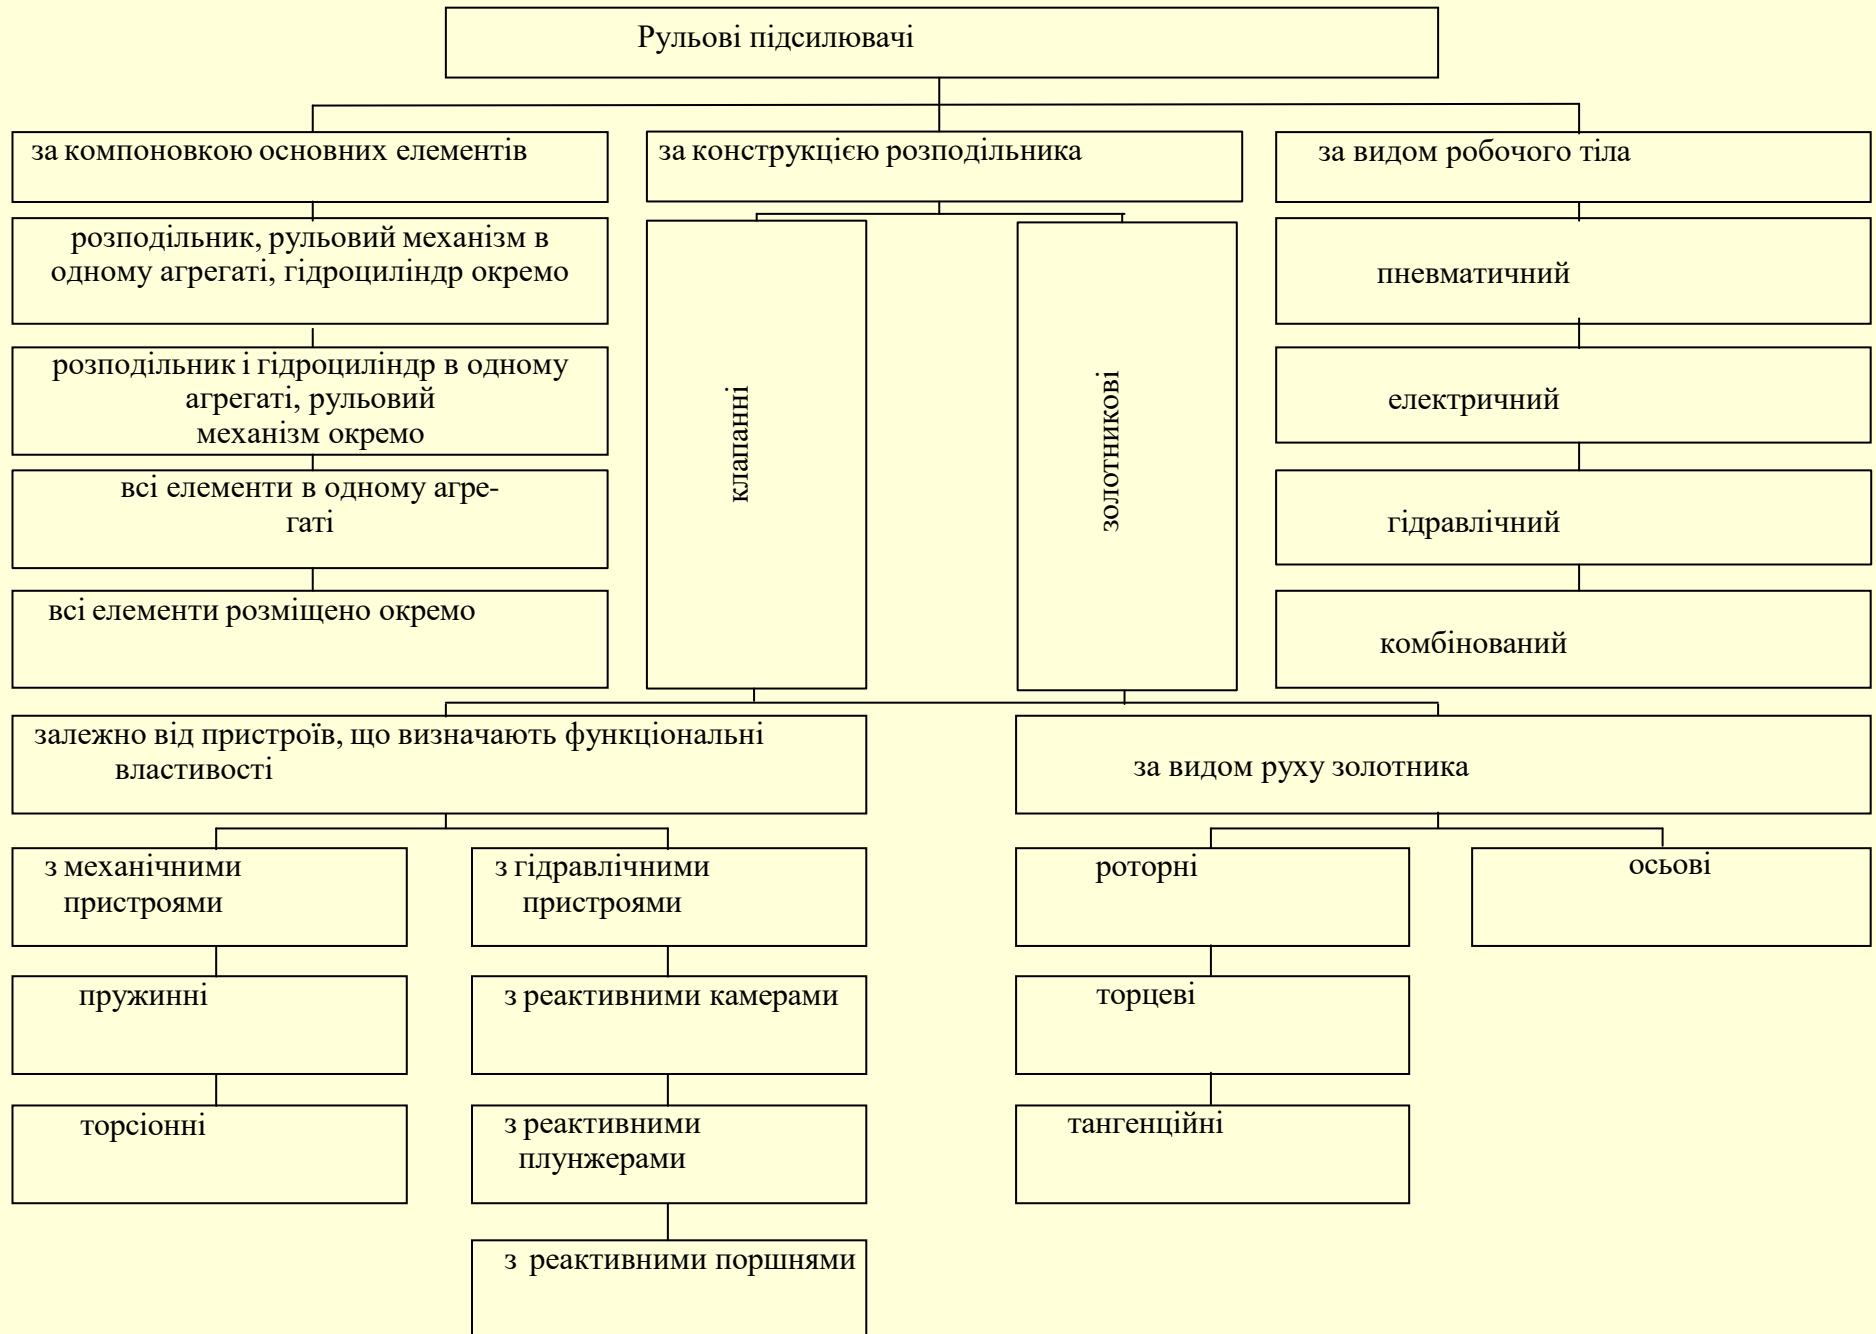 Рульові підсилювачі
за компоновкою основних елементів
за конструкцією розподільника
за видом робочого тіла
розподільник, рульовий механізм в
одному агрегаті, гідроциліндр окремо
розподільник і гідроциліндр в одному
агрегаті, рульовий
механізм окремо
всі елементи в одному агре-
гаті
всі елементи розміщено окремо
клапанні
золотникові
пневматичний
електричний
гідравлічний
комбінований
залежно від пристроїв, що визначають функціональні
властивості
за видом руху золотника
з механічними
пристроями
з гідравлічними
пристроями
роторні
осьові
пружинні
з реактивними камерами
торцеві
торсіонні
з реактивними
плунжерами
тангенційні
з реактивними поршнями